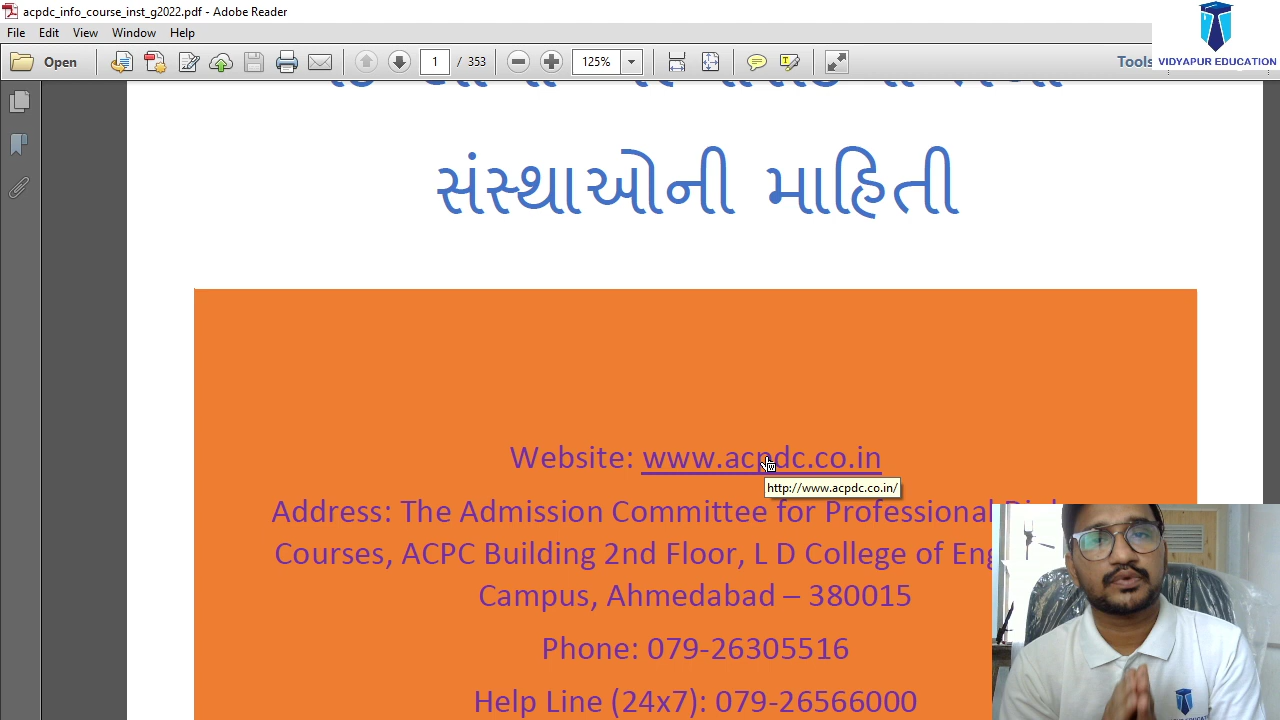 acpdc_info_course_inst_g2022.pdf - Adobe Reader
File Edit View Window Help
VIDYAPUR EDUCATION
Open 1 / 353 125% Tools
સંસ્થાઓની માહિતી
Website: www.acpdc.co.in
http://www.acpdc.co.in/
Address: The Admission Committee for Professional
Courses, ACPC Building 2nd Floor, L D College of
Campus, Ahmedabad – 380015
Phone: 079-26305516
Help Line (24x7): 079-26566000